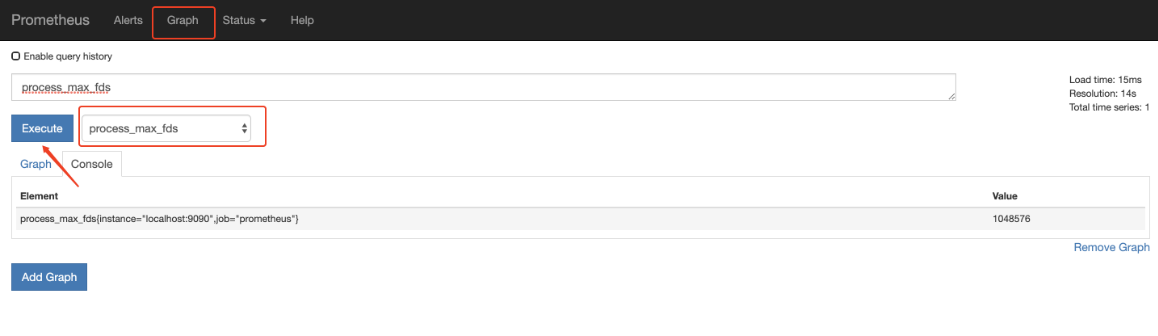 Prometheus Alerts Graph Status Help
Enable query history
process_max_fds
Load time: 15ms
Resolution: 14s
Total time series: 1
Execute process_max_fds
Graph Console
Element Value
process_max_fds{instance="localhost:9090",job="prometheus"} 1048576
Remove Graph
Add Graph